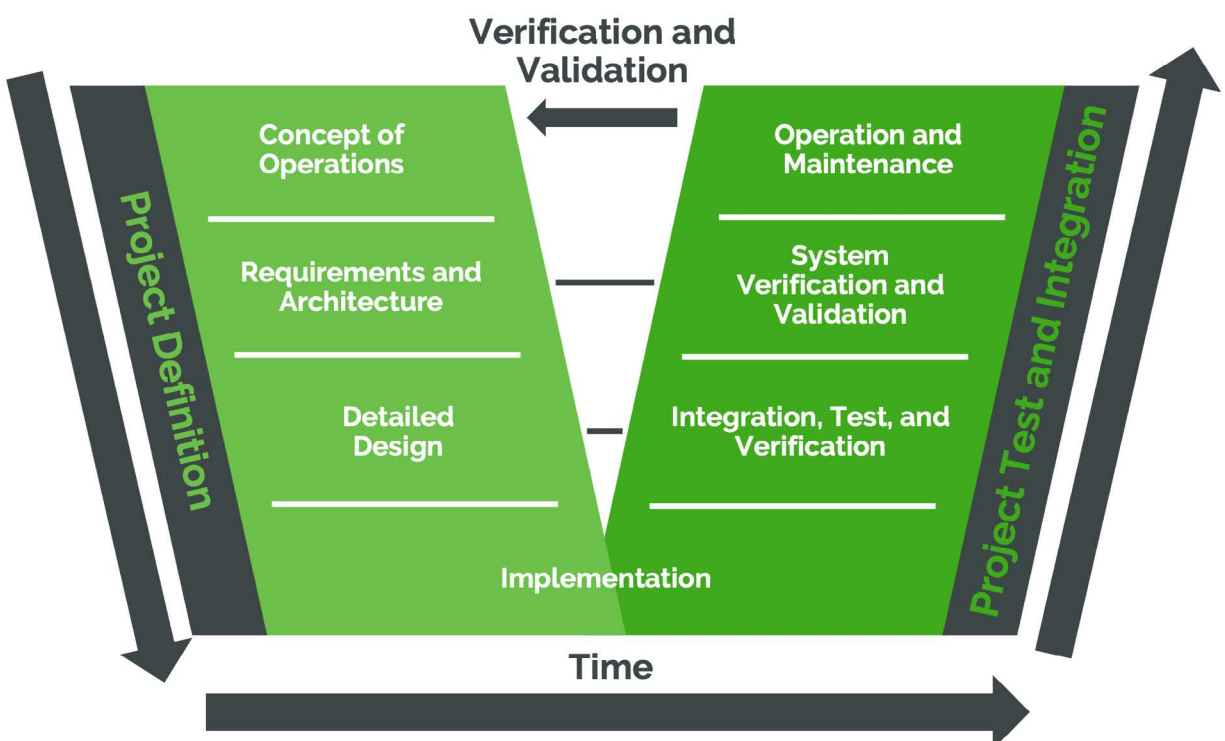 Verification and
Validation
Concept of
Operations
Requirements and
Architecture
Detailed
Design
Operation and
Maintenance
System
Verification and
Validation
Integration, Test, and
Verification
Implementation
Project Definition
Project Test and Integration
Time